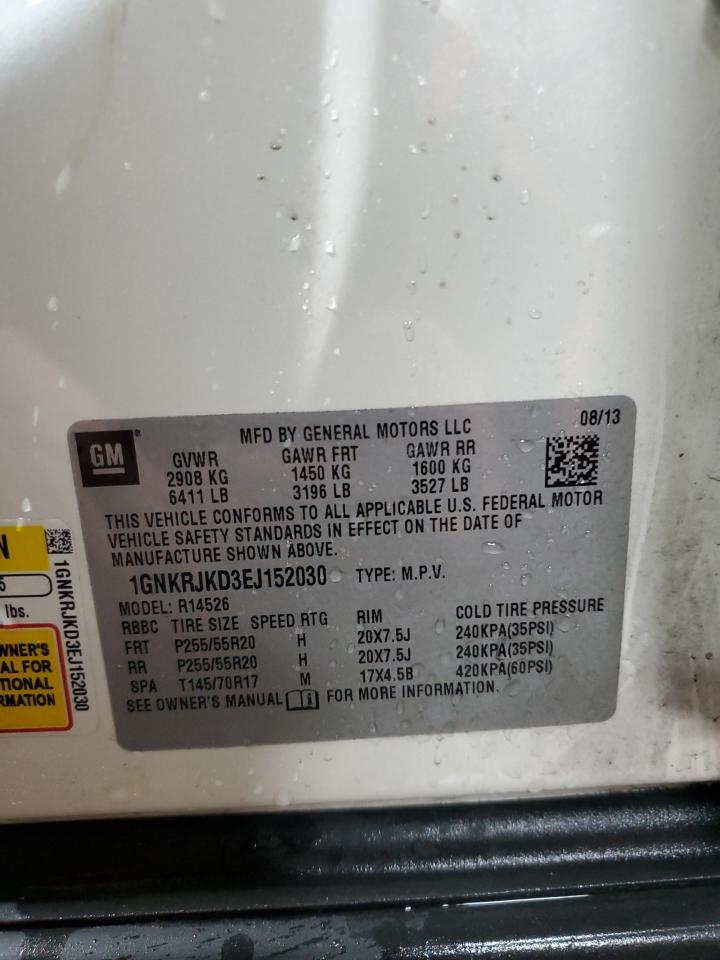 MFD BY GENERAL MOTORS LLC 08/13
GM
GVWR GAWR FRT GAWR RR
2908 KG 1450 KG 1600 KG
6411 LB 3196 LB 3527 LB
THIS VEHICLE CONFORMS TO ALL APPLICABLE U.S. FEDERAL MOTOR
VEHICLE SAFETY STANDARDS IN EFFECT ON THE DATE OF
MANUFACTURE SHOWN ABOVE.
1GNKRJKD3EJ152030 TYPE: M.P.V.
MODEL: R14526
RBBC TIRE SIZE SPEED RTG RIM COLD TIRE PRESSURE
FRT P255/55R20 H 20X7.5J 240KPA(35PSI)
RR P255/55R20 H 20X7.5J 240KPA(35PSI)
SPA T145/70R17 M 17X4.5B 420KPA(60PSI)
SEE OWNER'S MANUAL FOR MORE INFORMATION.
N
5
lbs.
OWNER'S
AL FOR
TIONAL
RMATION
1GNKRJKD3EJ152030